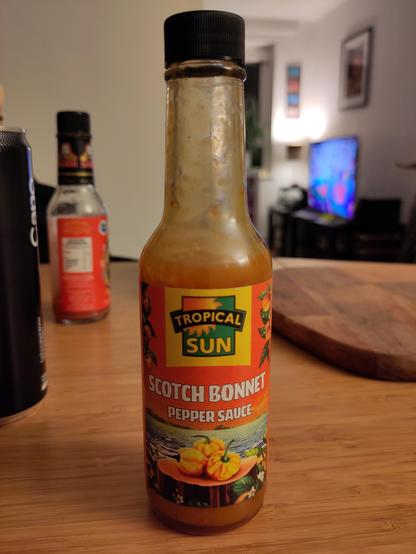 TROPICAL
SUN
SCOTCH BONNET
PEPPER SAUCE